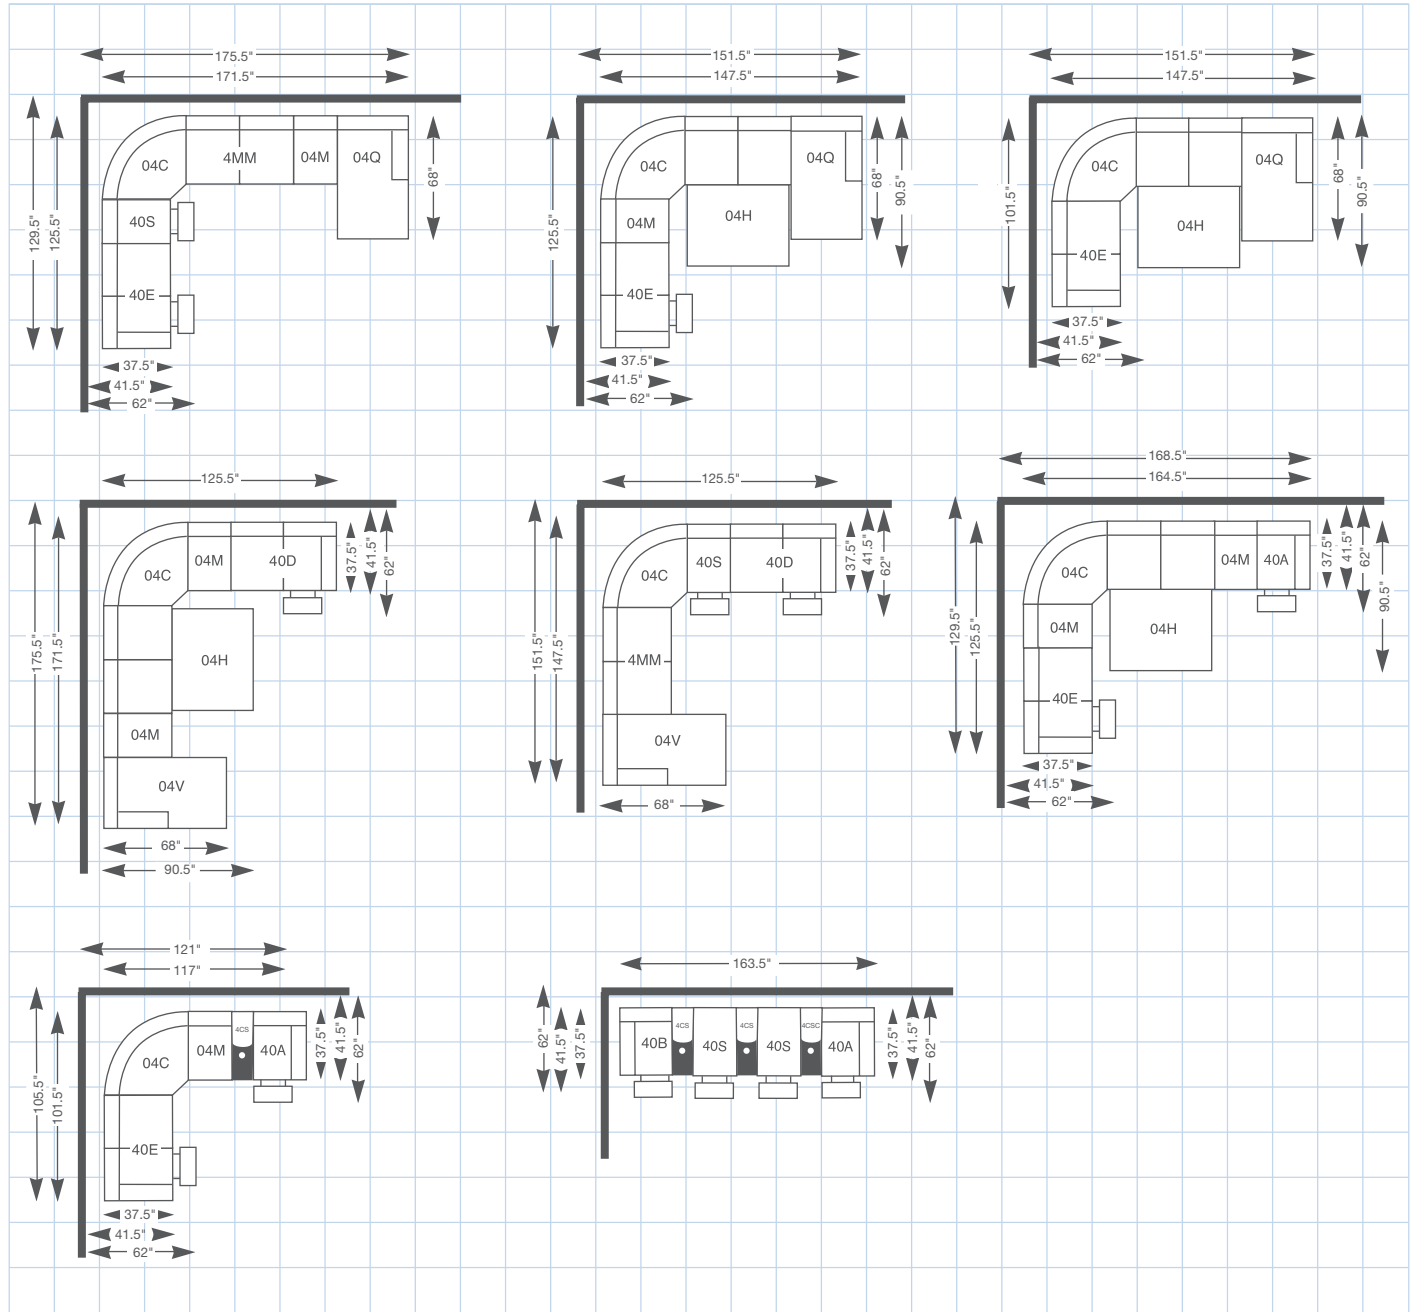 175.5"
171.5"
129.5"
125.5"
04C
4MM
04M
04Q
68"
40S
40E
37.5"
41.5"
62"
151.5"
147.5"
125.5"
04C
04Q
68"
90.5"
04M
04H
40E
37.5"
41.5"
62"
151.5"
147.5"
101.5"
04C
04Q
68"
90.5"
04H
40E
37.5"
41.5"
62"
125.5"
175.5"
171.5"
04C
04M
40D
37.5"
41.5"
62"
04H
04M
04V
68"
90.5"
125.5"
151.5"
147.5"
04C
40S
40D
37.5"
41.5"
62"
4MM
04V
68"
168.5"
164.5"
129.5"
125.5"
04C
04M
40A
37.5"
41.5"
62"
90.5"
04M
04H
40E
37.5"
41.5"
62"
121"
117"
105.5"
101.5"
04C
04M
4CS
40A
37.5"
41.5"
62"
40E
37.5"
41.5"
62"
163.5"
62"
41.5"
37.5"
40B
4CS
40S
4CS
40S
4CSC
40A
37.5"
41.5"
62"